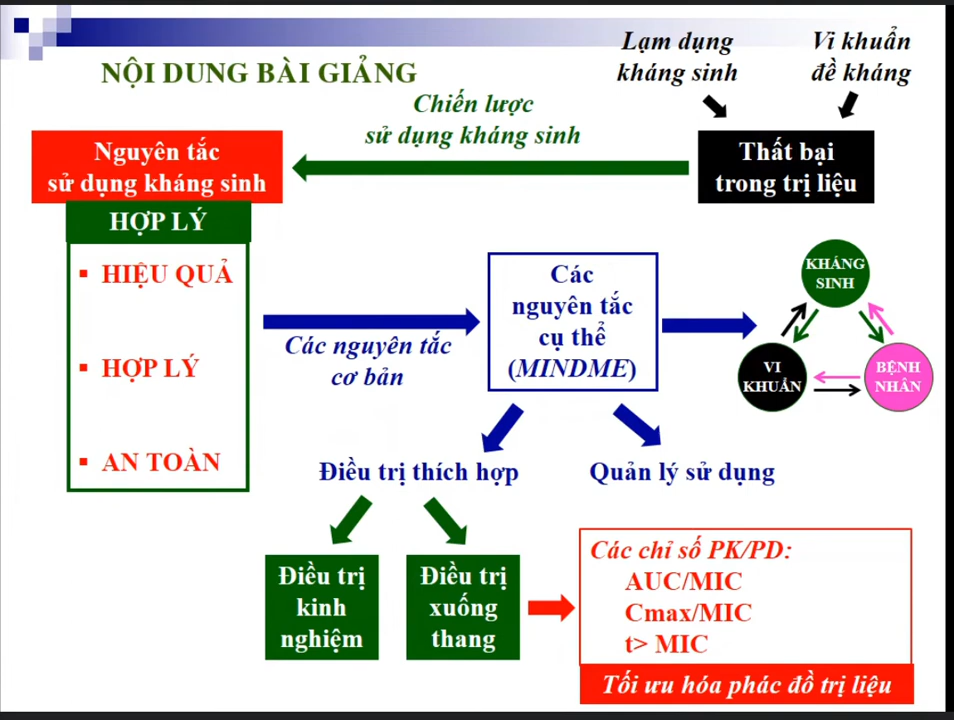 Lạm dụng
kháng sinh
Vi khuẩn
đề kháng
NỘI DUNG BÀI GIẢNG
Chiến lược
sử dụng kháng sinh
Nguyên tắc
sử dụng kháng sinh
Thất bại
trong trị liệu
HỢP LÝ
▪ HIỆU QUẢ
▪ HỢP LÝ
▪ AN TOÀN
Các nguyên tắc
cơ bản
Các
nguyên tắc
cụ thể
(MINDME)
KHÁNG
SINH
VI
KHUẨN
BỆNH
NHÂN
Điều trị thích hợp
Quản lý sử dụng
Điều trị
kinh
nghiệm
Điều trị
xuống
thang
Các chỉ số PK/PD:
AUC/MIC
Cmax/MIC
t> MIC
Tối ưu hóa phác đồ trị liệu